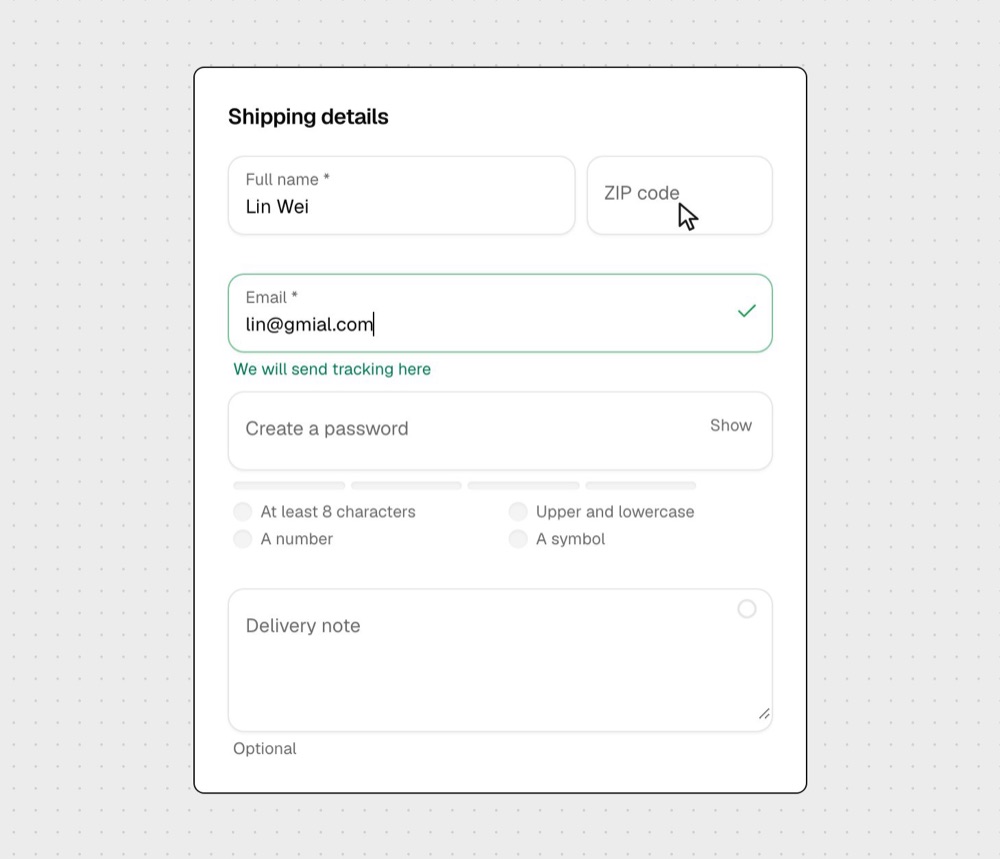 Shipping details
Full name *
Lin Wei
ZIP code
Email *
lin@gmial.com
We will send tracking here
Create a password
Show
At least 8 characters
Upper and lowercase
A number
A symbol
Delivery note
Optional